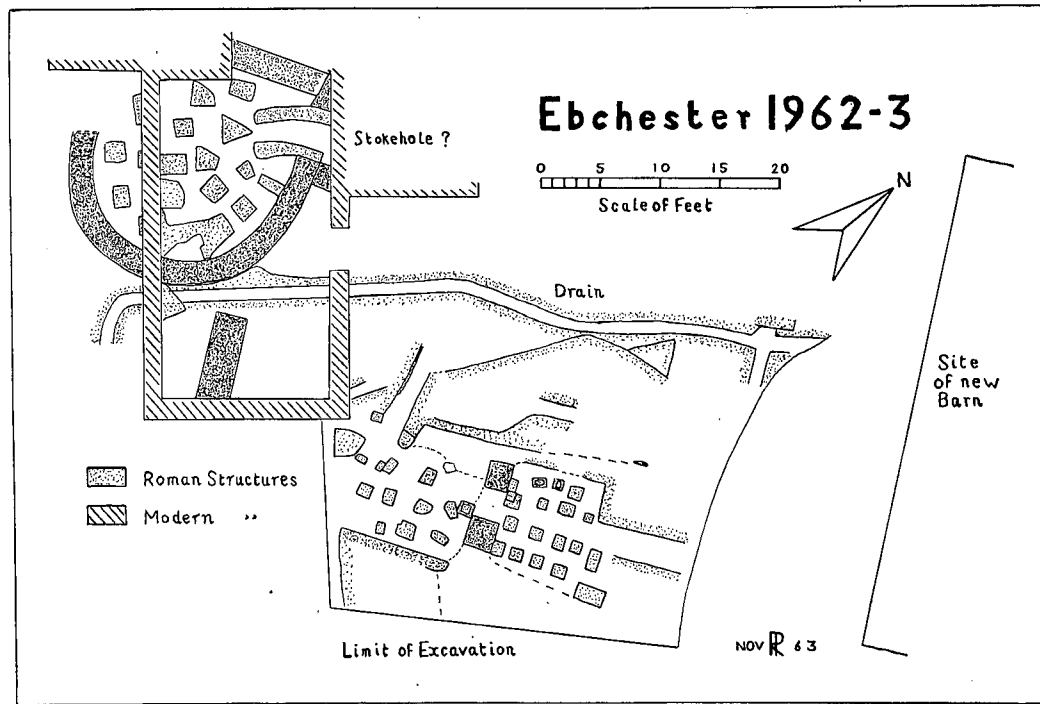 Ebchester 1962-3
0 5 10 15 20
Scale of Feet
N
Stokehole ?
Drain
Site
of new
Barn
Roman Structures
Modern "
Limit of Excavation
NOV 63